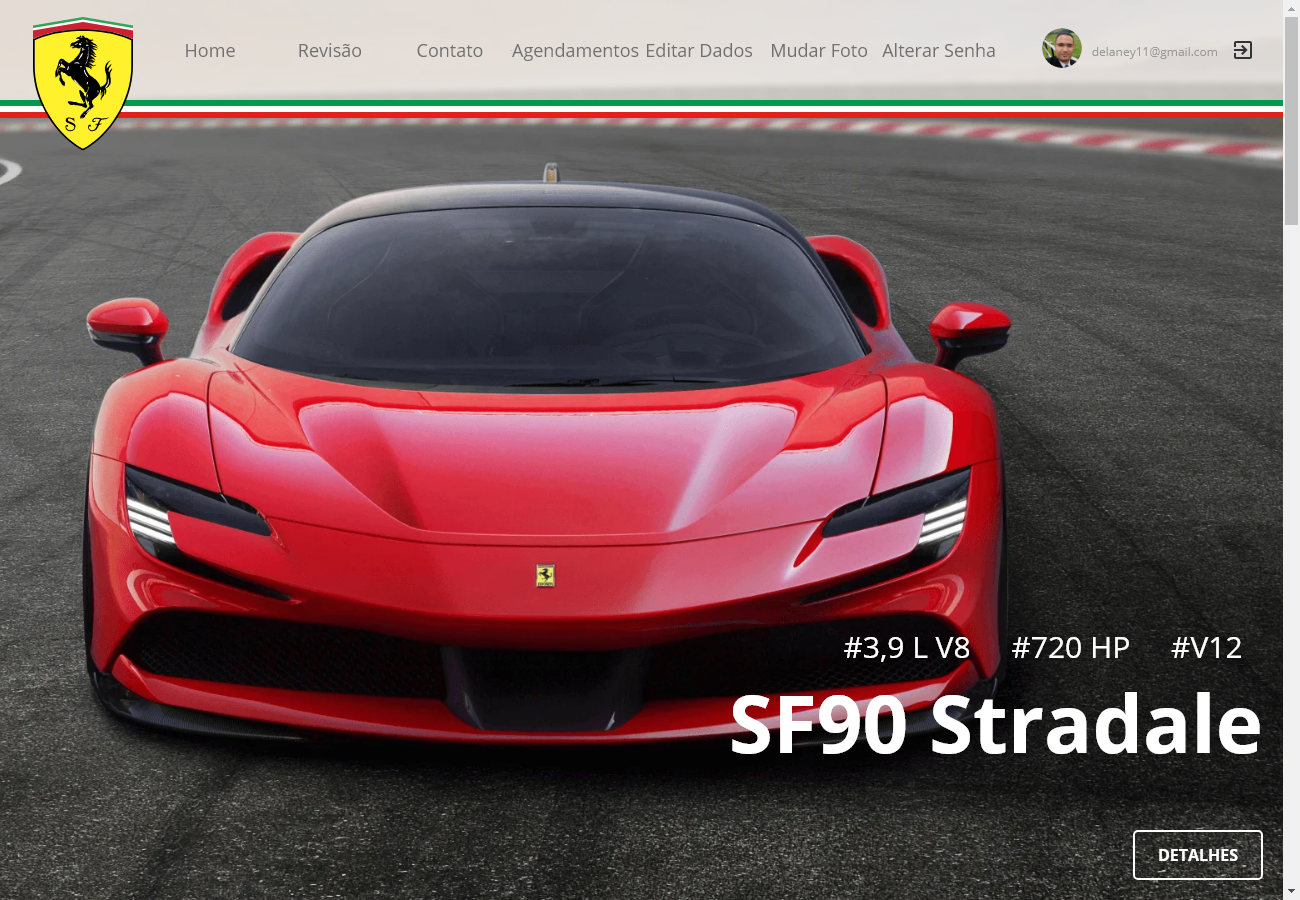 Home Revisão Contato Agendamentos Editar Dados Mudar Foto Alterar Senha delaney11@gmail.com
S F
#3,9 L V8 #720 HP #V12
SF90 Stradale
DETALHES